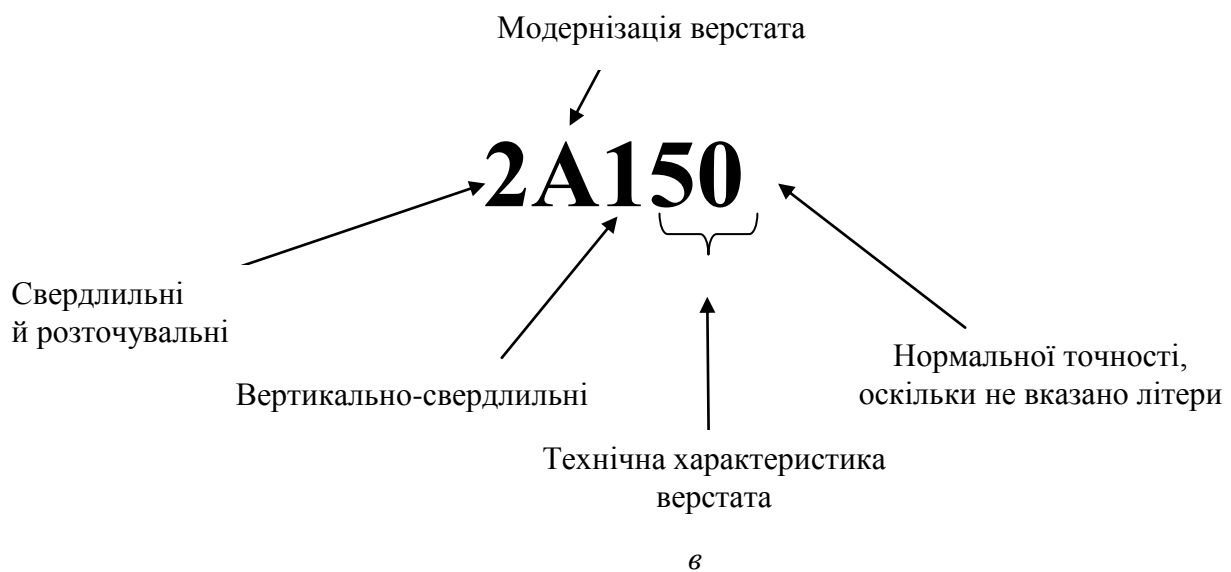 Модернізація верстата
2А150
Свердлильні
й розточувальні
Вертикально-свердлильні
Нормальної точності,
оскільки не вказано літери
Технічна характеристика
верстата
в